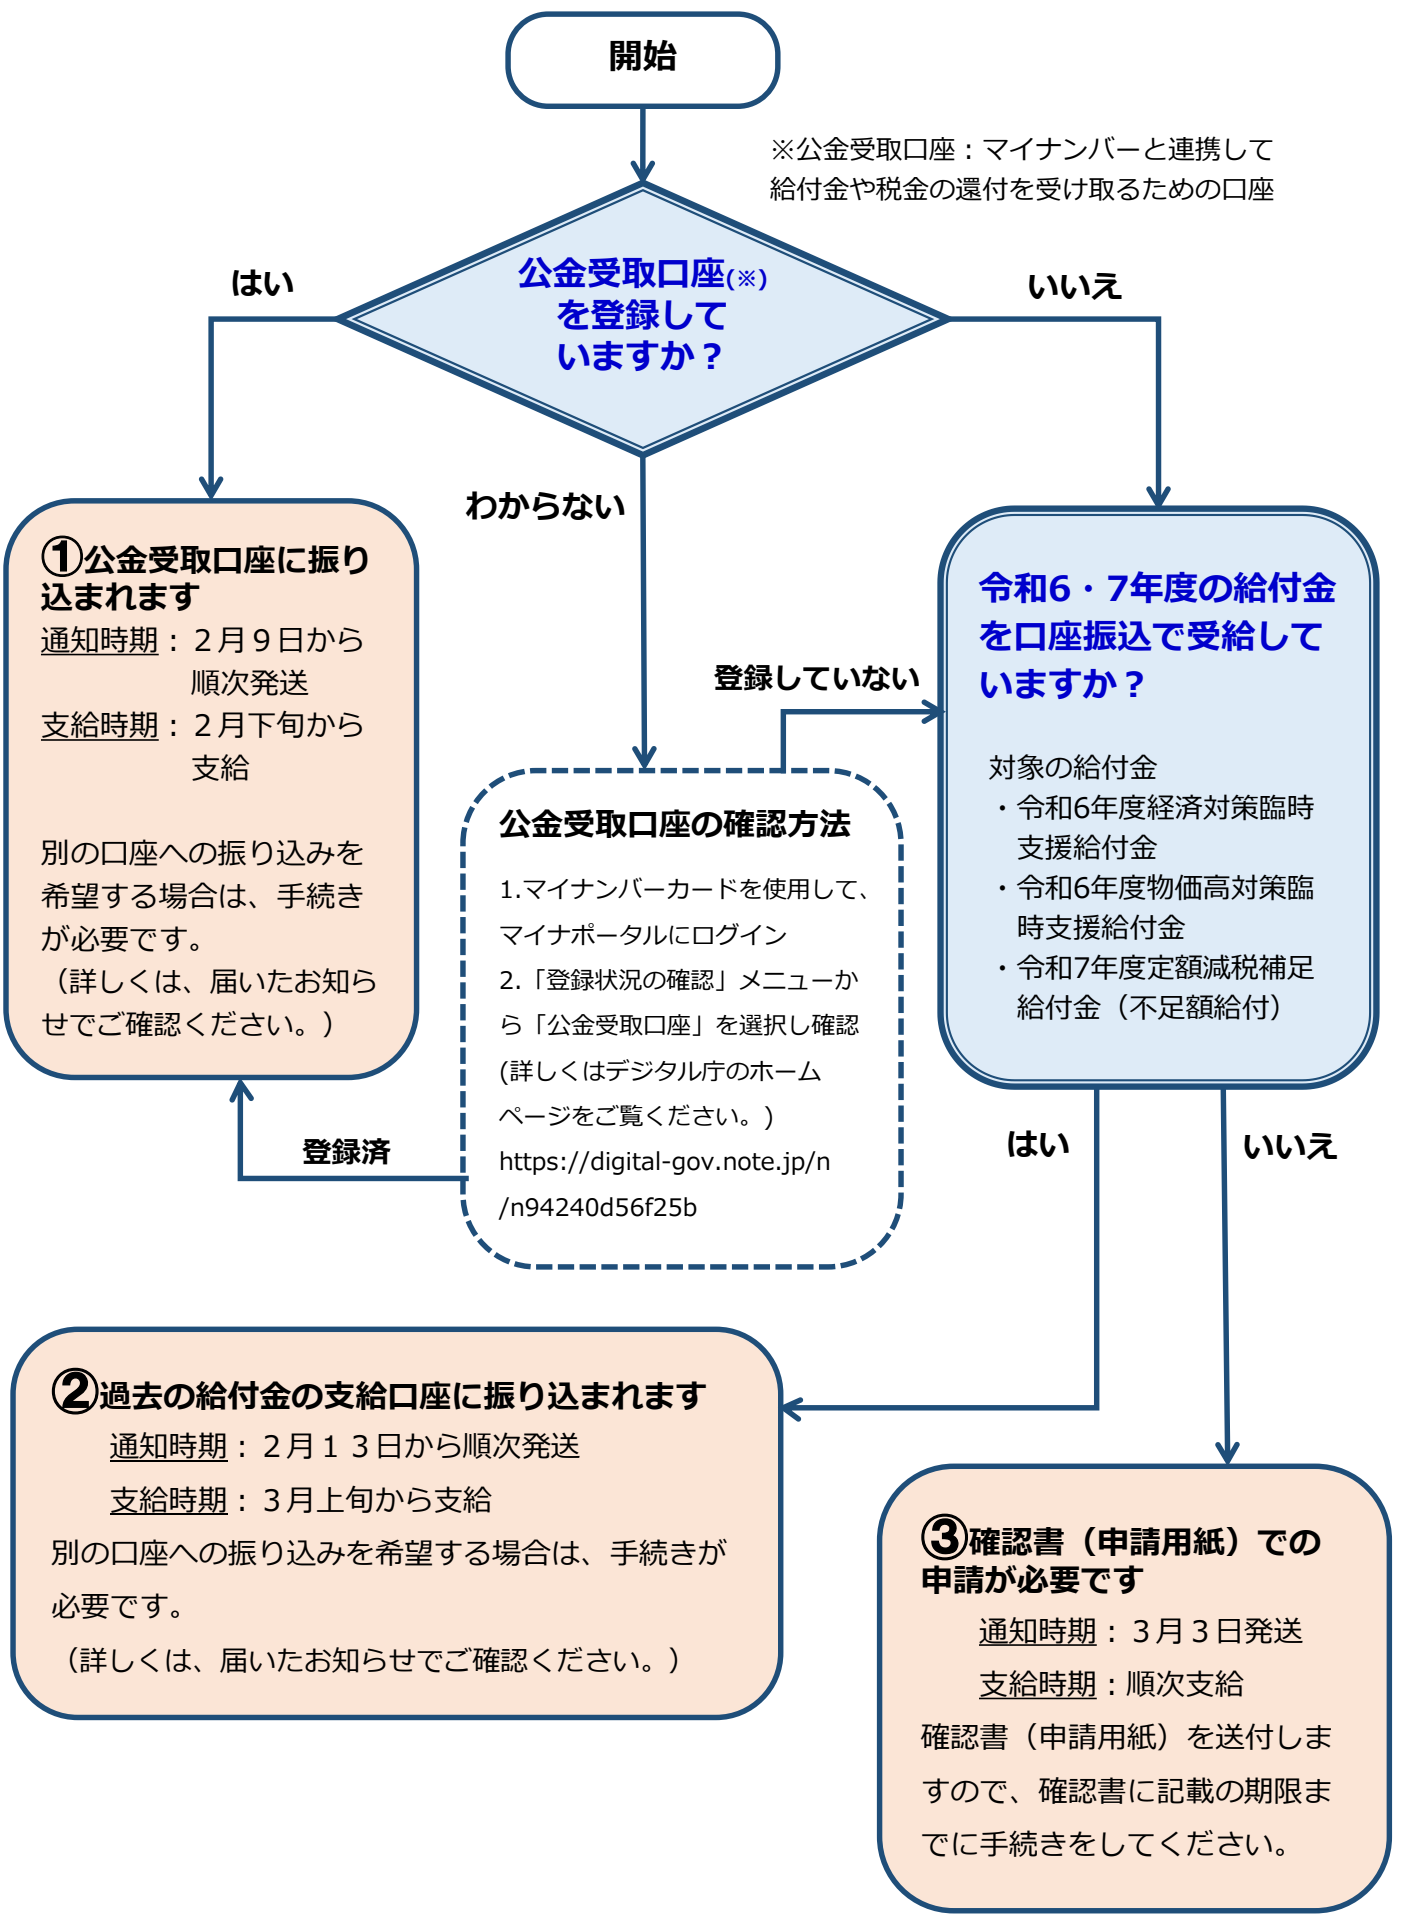 開始
※公金受取口座：マイナンバーと連携して
給付金や税金の還付を受け取るための口座
公金受取口座(※)
を登録して
いますか？
はい
いいえ
わからない
①公金受取口座に振り
込まれます
通知時期：２月９日から
順次発送
支給時期：２月下旬から
支給
別の口座への振り込みを
希望する場合は、手続き
が必要です。
（詳しくは、届いたお知ら
せでご確認ください。）
登録していない
令和6・7年度の給付金
を口座振込で受給して
いますか？
対象の給付金
・令和6年度経済対策臨時
支援給付金
・令和6年度物価高対策臨
時支援給付金
・令和7年度定額減税補足
給付金（不足額給付）
公金受取口座の確認方法
1.マイナンバーカードを使用して、
マイナポータルにログイン
2.「登録状況の確認」メニューか
ら「公金受取口座」を選択し確認
(詳しくはデジタル庁のホーム
ページをご覧ください。)
https://digital-gov.note.jp/n
/n94240d56f25b
登録済
はい
いいえ
②過去の給付金の支給口座に振り込まれます
通知時期：２月１３日から順次発送
支給時期：３月上旬から支給
別の口座への振り込みを希望する場合は、手続きが
必要です。
（詳しくは、届いたお知らせでご確認ください。）
③確認書（申請用紙）での
申請が必要です
通知時期：３月３日発送
支給時期：順次支給
確認書（申請用紙）を送付しま
すので、確認書に記載の期限ま
でに手続きをしてください。